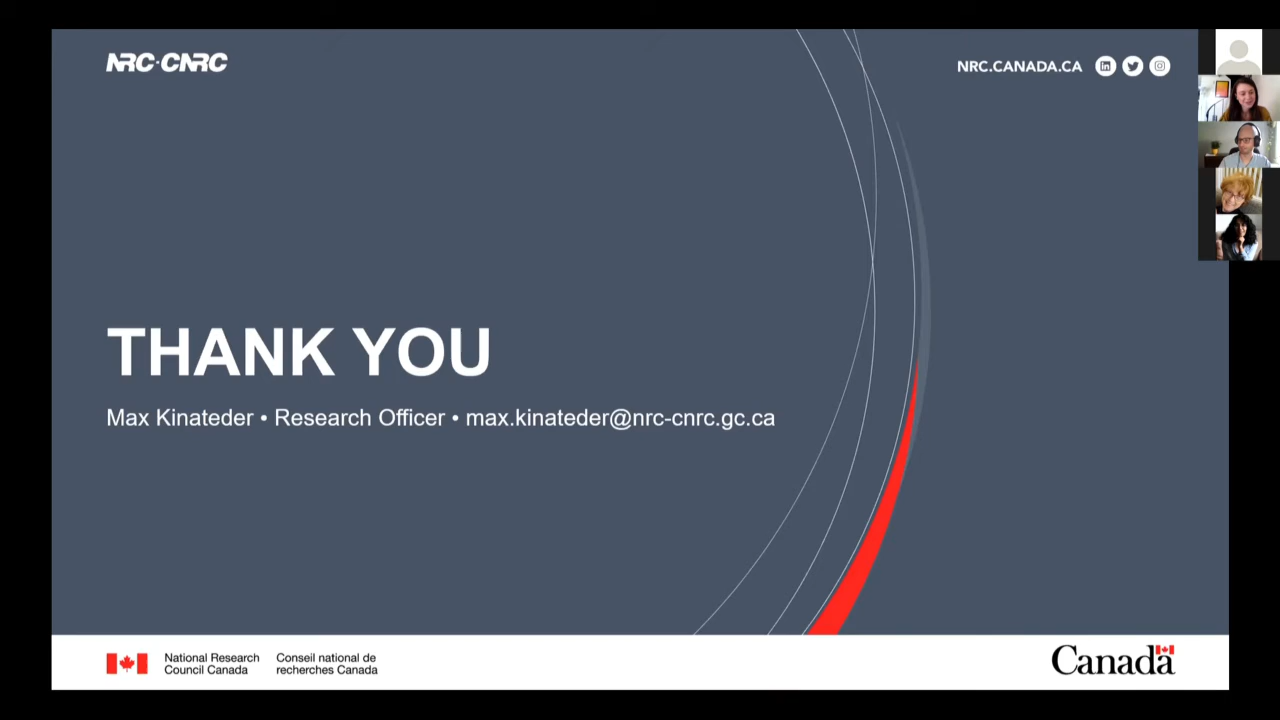 NRC·CNRC
NRC.CANADA.CA
THANK YOU
Max Kinateder • Research Officer • max.kinateder@nrc-cnrc.gc.ca
National Research
Council Canada
Conseil national de
recherches Canada
Canada